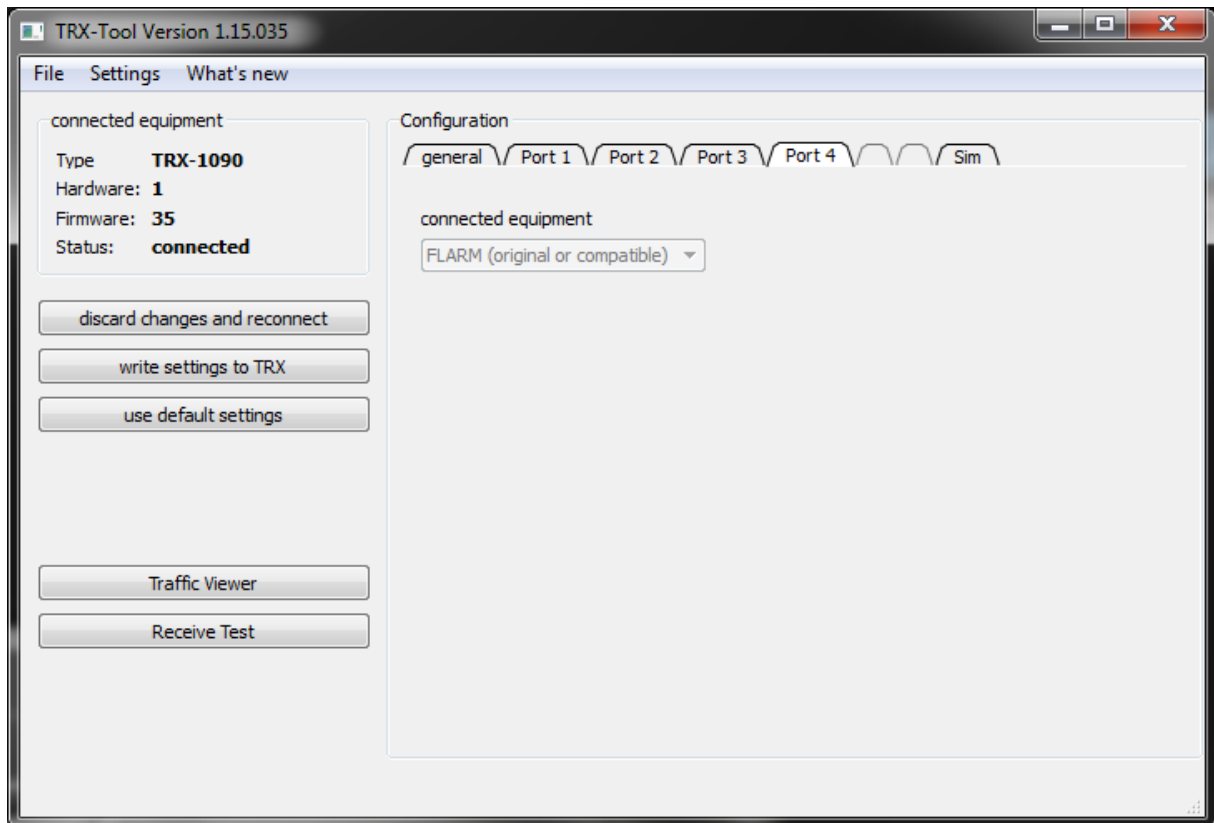 TRX-Tool Version 1.15.035
File Settings What's new
connected equipment
Type TRX-1090
Hardware: 1
Firmware: 35
Status: connected
discard changes and reconnect
write settings to TRX
use default settings
Traffic Viewer
Receive Test
Configuration
general Port 1 Port 2 Port 3 Port 4 Sim
connected equipment
FLARM (original or compatible)